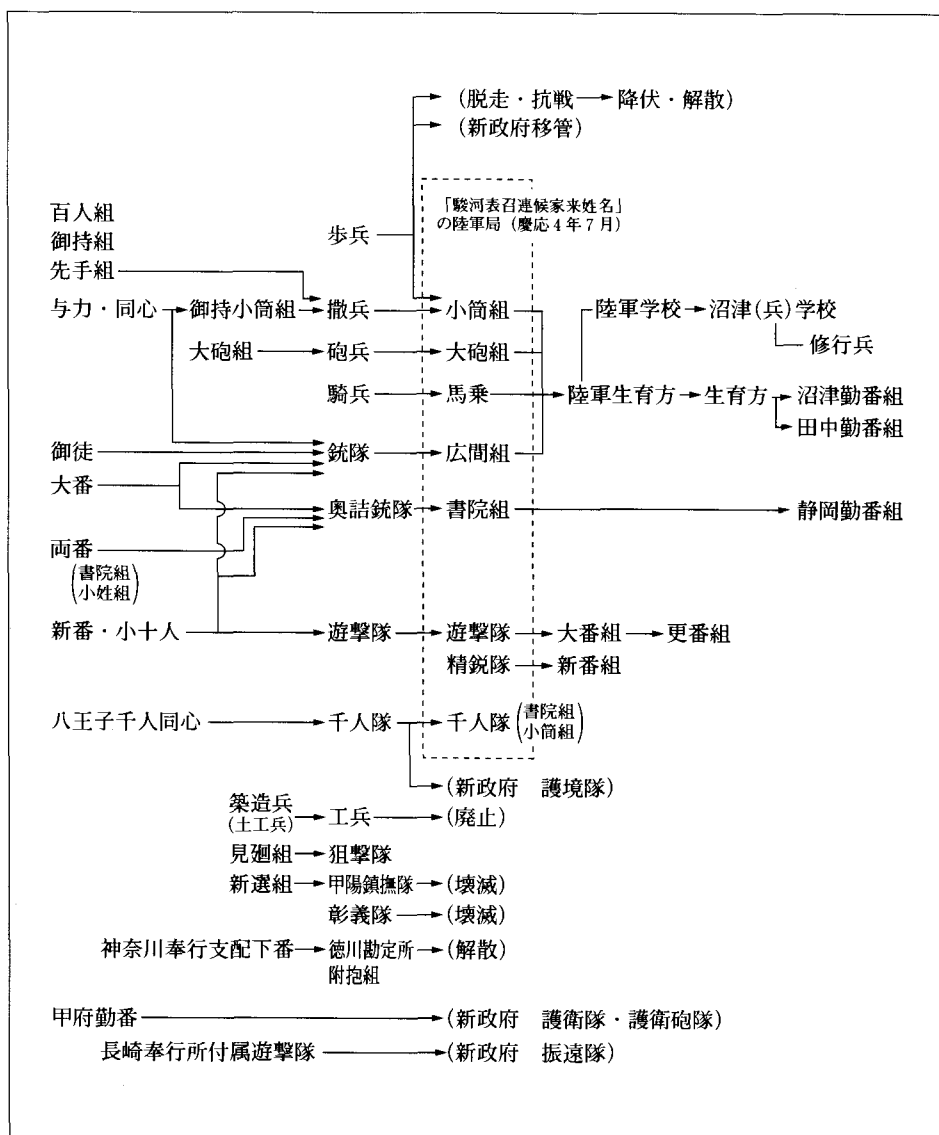 (脱走・抗戦→降伏・解散)
(新政府移管)
「駿河表召連候家来姓名」
の陸軍局(慶応4年7月)
百人組
御持組
歩兵
先手組
与力・同心→御持小筒組→撒兵→小筒組
陸軍学校→沼津(兵)学校
修行兵
大砲組→砲兵→大砲組
騎兵→馬乗→陸軍生育方→生育方→沼津勤番組
田中勤番組
御徒→銃隊→広間組
大番
奥詰銃隊→書院組→静岡勤番組
両番
(書院組
小姓組)
新番・小十人→遊撃隊→遊撃隊→大番組→更番組
精鋭隊→新番組
八王子千人同心→千人隊→千人隊(書院組
小筒組)
(新政府 護境隊)
築造兵
(土工兵)→工兵→(廃止)
見廻組→狙撃隊
新選組→甲陽鎮撫隊→(壊滅)
彰義隊→(壊滅)
神奈川奉行支配下番→徳川勘定所→(解散)
附抱組
甲府勤番→(新政府 護衛隊・護衛砲隊)
長崎奉行所付属遊撃隊→(新政府 振遠隊)